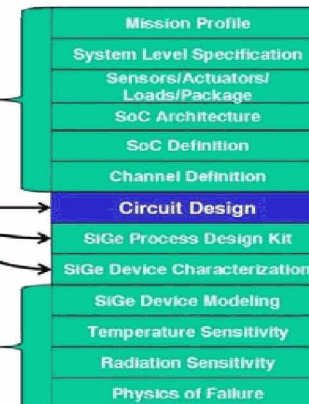 Mission Profile
System Level Specification
Sensors/Actuators/
Loads/Package
SoC Architecture
SoC Definition
Channel Definition
Circuit Design
SiGe Process Design Kit
SiGe Device Characterization
SiGe Device Modeling
Temperature Sensitivity
Radiation Sensitivity
Physics of Failure